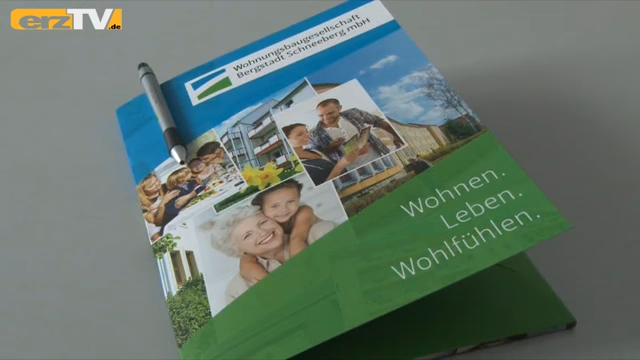 erzTV.de
Wohnungsbaugesellschaft
Bergstadt Schneeberg mbH
Wohnen.
Leben.
Wohlfühlen.